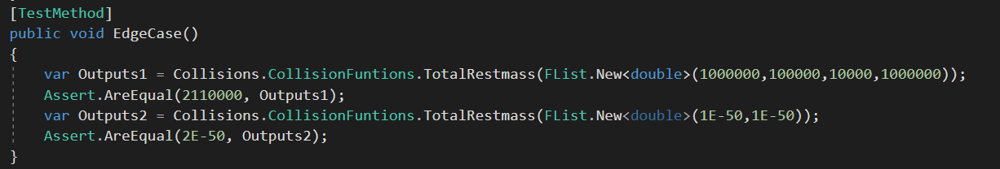 [TestMethod]
public void EdgeCase()
{
var Outputs1 = Collisions.CollisionFuntions.TotalRestmass(FList.New<double>(1000000,100000,10000,1000000));
Assert.AreEqual(2110000, Outputs1);
var Outputs2 = Collisions.CollisionFuntions.TotalRestmass(FList.New<double>(1E-50,1E-50));
Assert.AreEqual(2E-50, Outputs2);
}